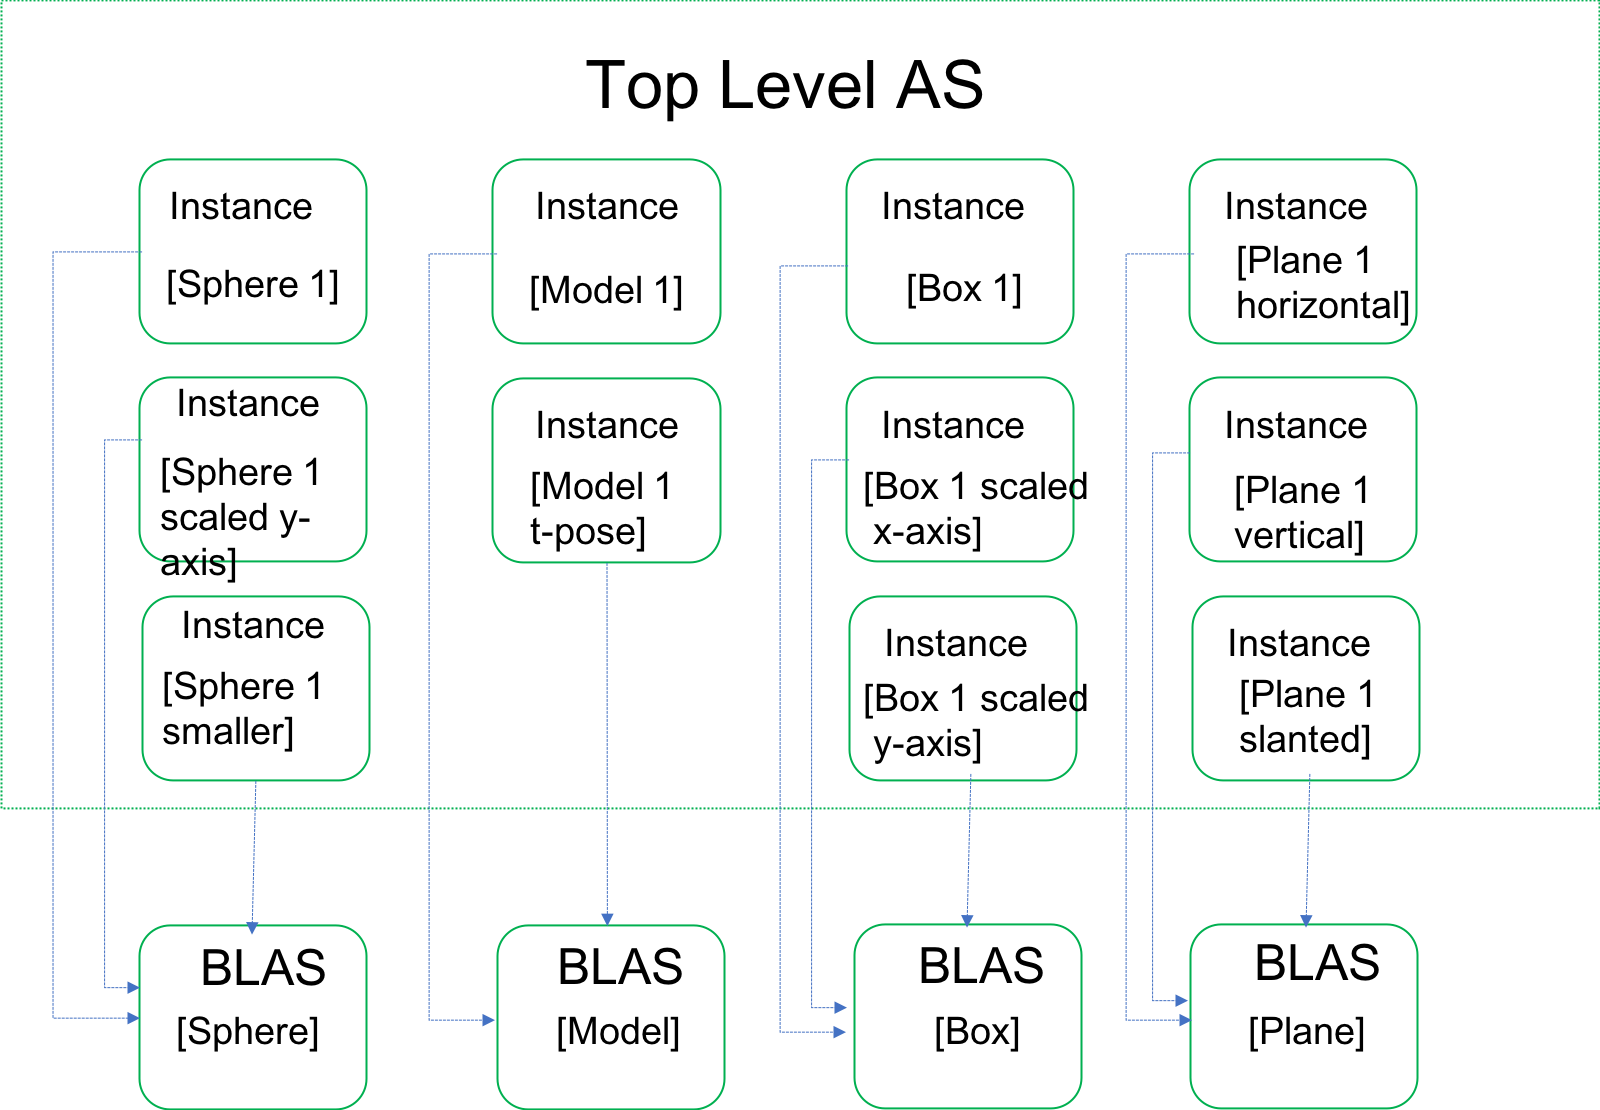 Top Level AS
Instance
[Sphere 1]
Instance
[Model 1]
Instance
[Box 1]
Instance
[Plane 1
horizontal]
Instance
[Sphere 1
scaled y-
axis]
Instance
[Model 1
t-pose]
Instance
[Box 1 scaled
x-axis]
Instance
[Plane 1
vertical]
Instance
[Sphere 1
smaller]
Instance
[Box 1 scaled
y-axis]
Instance
[Plane 1
slanted]
BLAS
[Sphere]
BLAS
[Model]
BLAS
[Box]
BLAS
[Plane]